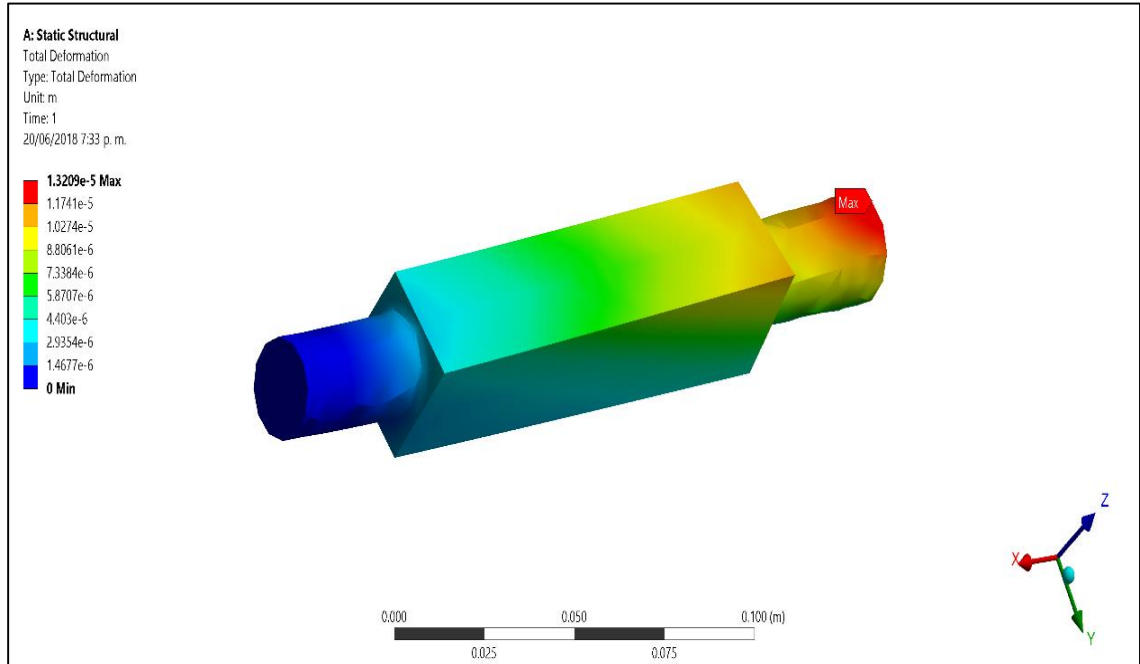 A: Static Structural
Total Deformation
Type: Total Deformation
Unit: m
Time: 1
20/06/2018 7:33 p. m.
1.3209e-5 Max
1.1741e-5
1.0274e-5
8.8061e-6
7.3384e-6
5.8707e-6
4.403e-6
2.9354e-6
1.4677e-6
0 Min
Max
Z
X
Y
0.000 0.050 0.100 (m)
0.025 0.075